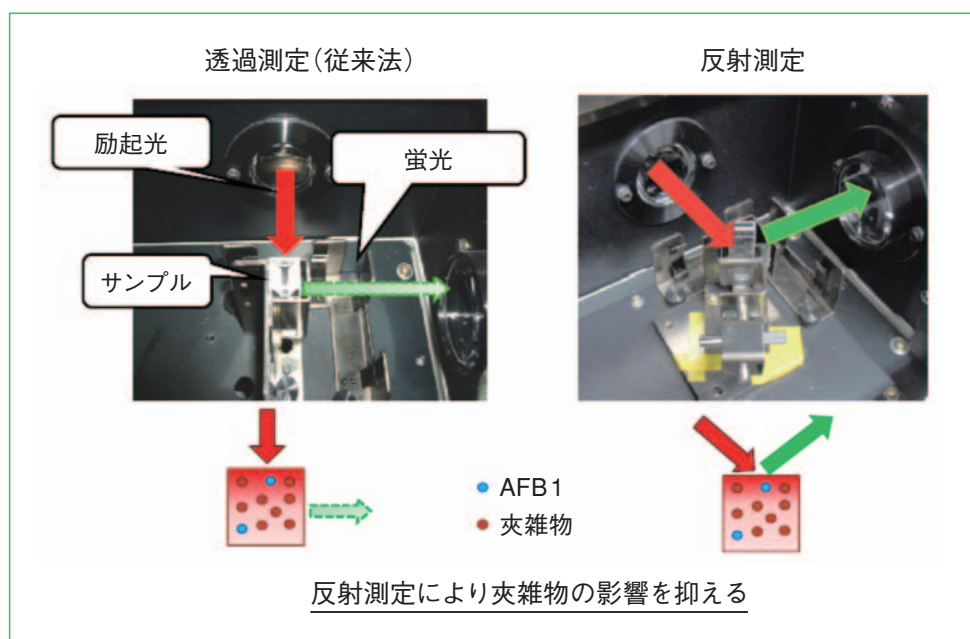 透過測定（従来法）
反射測定
励起光
蛍光
サンプル
AFB1
夾雑物
反射測定により夾雑物の影響を抑える